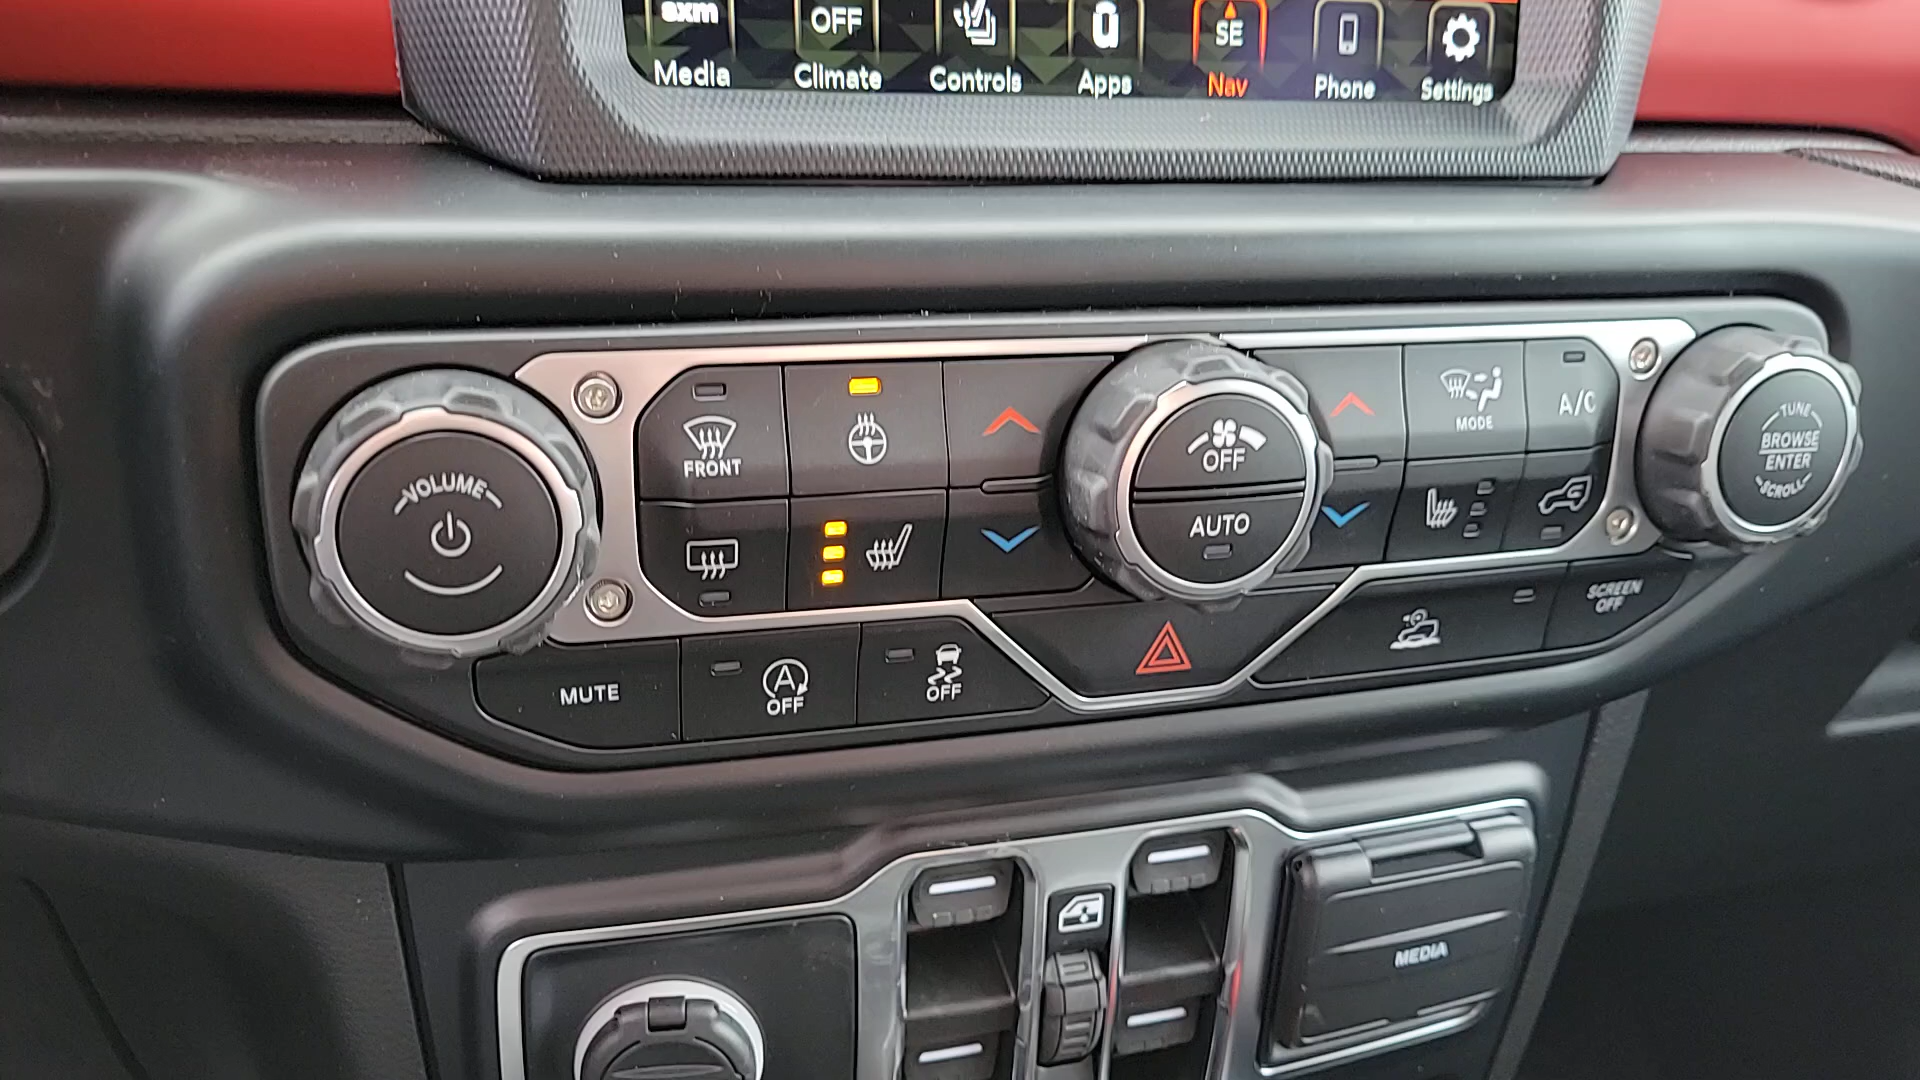 sxm
OFF
SE
Media
Climate
Controls
Apps
Nav
Phone
Settings
VOLUME
FRONT
OFF
AUTO
MODE
A/C
TUNE
BROWSE
ENTER
SCROLL
MUTE
A
OFF
OFF
SCREEN
OFF
MEDIA